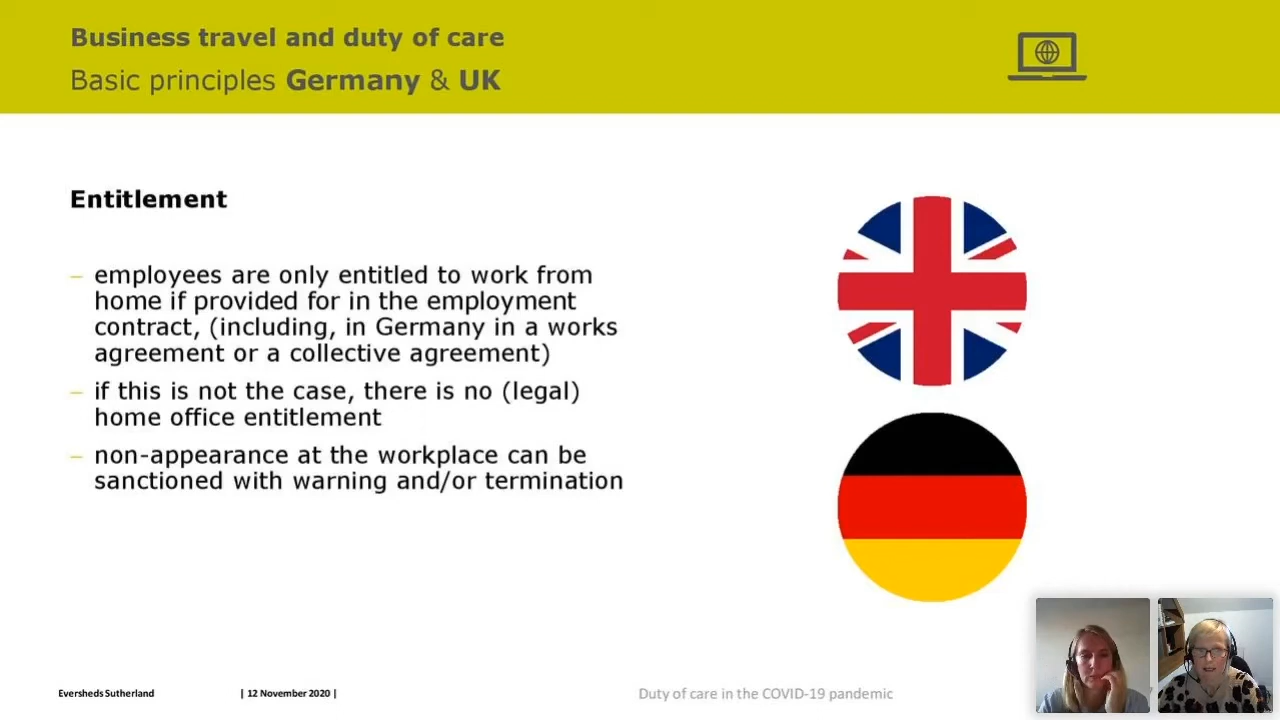 Business travel and duty of care
Basic principles Germany & UK
Entitlement
– employees are only entitled to work from
home if provided for in the employment
contract, (including, in Germany in a works
agreement or a collective agreement)
– if this is not the case, there is no (legal)
home office entitlement
– non-appearance at the workplace can be
sanctioned with warning and/or termination
Eversheds Sutherland | 12 November 2020 | Duty of care in the COVID-19 pandemic